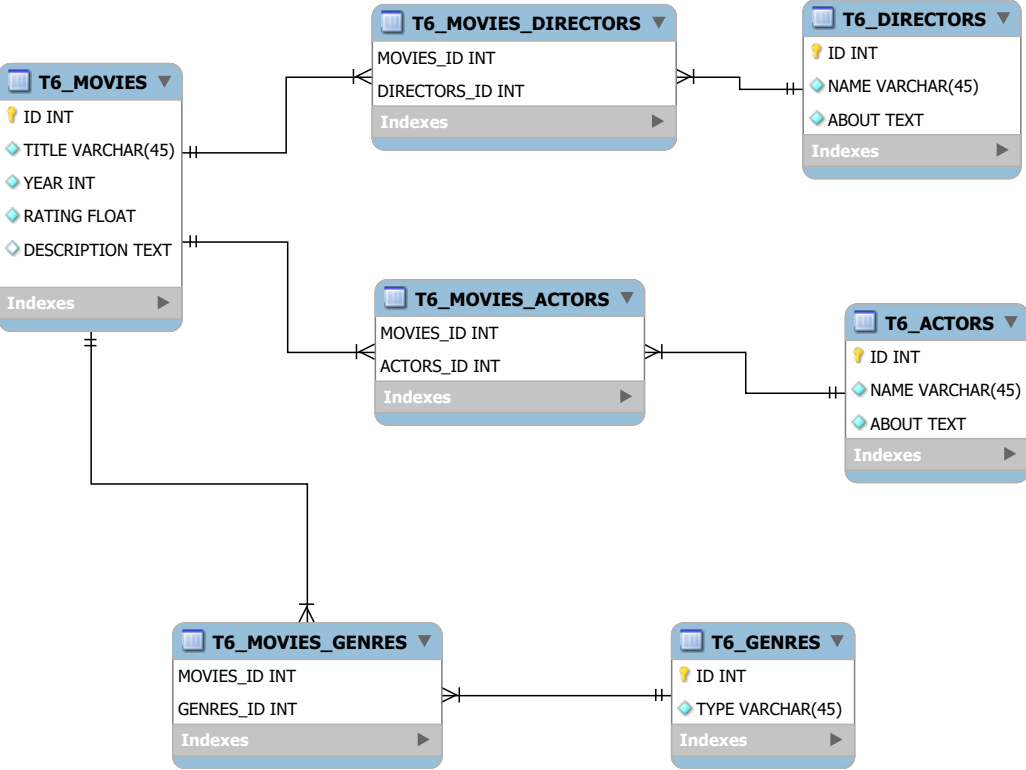 T6_MOVIES
ID INT
TITLE VARCHAR(45)
YEAR INT
RATING FLOAT
DESCRIPTION TEXT
Indexes
T6_MOVIES_DIRECTORS
MOVIES_ID INT
DIRECTORS_ID INT
Indexes
T6_DIRECTORS
ID INT
NAME VARCHAR(45)
ABOUT TEXT
Indexes
T6_MOVIES_ACTORS
MOVIES_ID INT
ACTORS_ID INT
Indexes
T6_ACTORS
ID INT
NAME VARCHAR(45)
ABOUT TEXT
Indexes
T6_MOVIES_GENRES
MOVIES_ID INT
GENRES_ID INT
Indexes
T6_GENRES
ID INT
TYPE VARCHAR(45)
Indexes